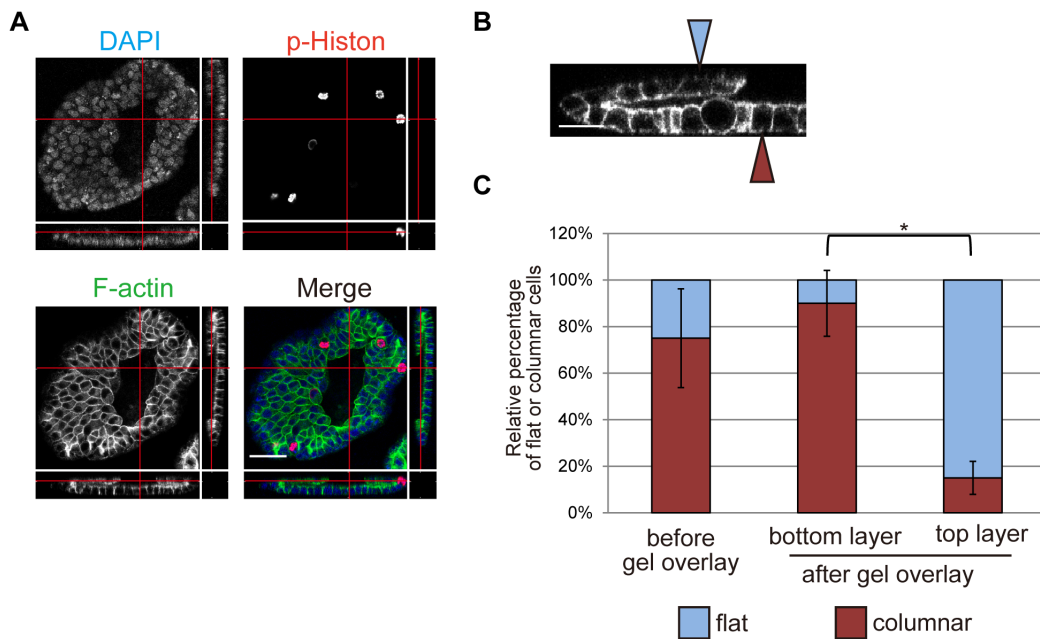 A
DAPI
p-Histon
F-actin
Merge
B
C
Relative percentage
of flat or columnar cells
120%
100%
80%
60%
40%
20%
0%
*
before
gel overlay
bottom layer
top layer
after gel overlay
flat
columnar